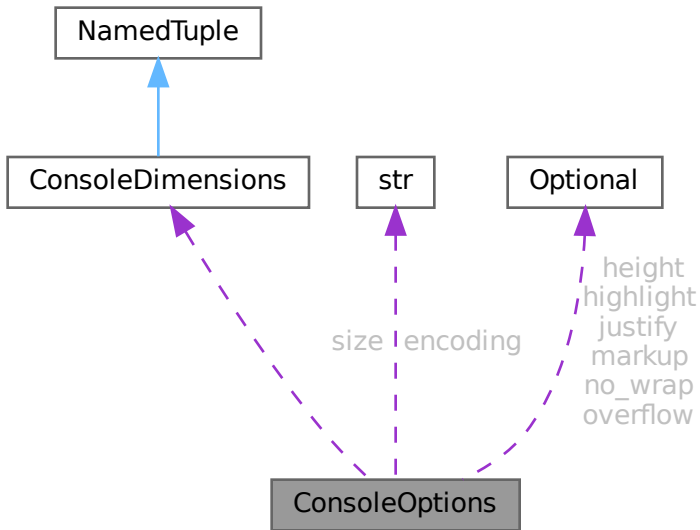 NamedTuple
ConsoleDimensions
str
Optional
size
encoding
height
highlight
justify
markup
no_wrap
overflow
ConsoleOptions